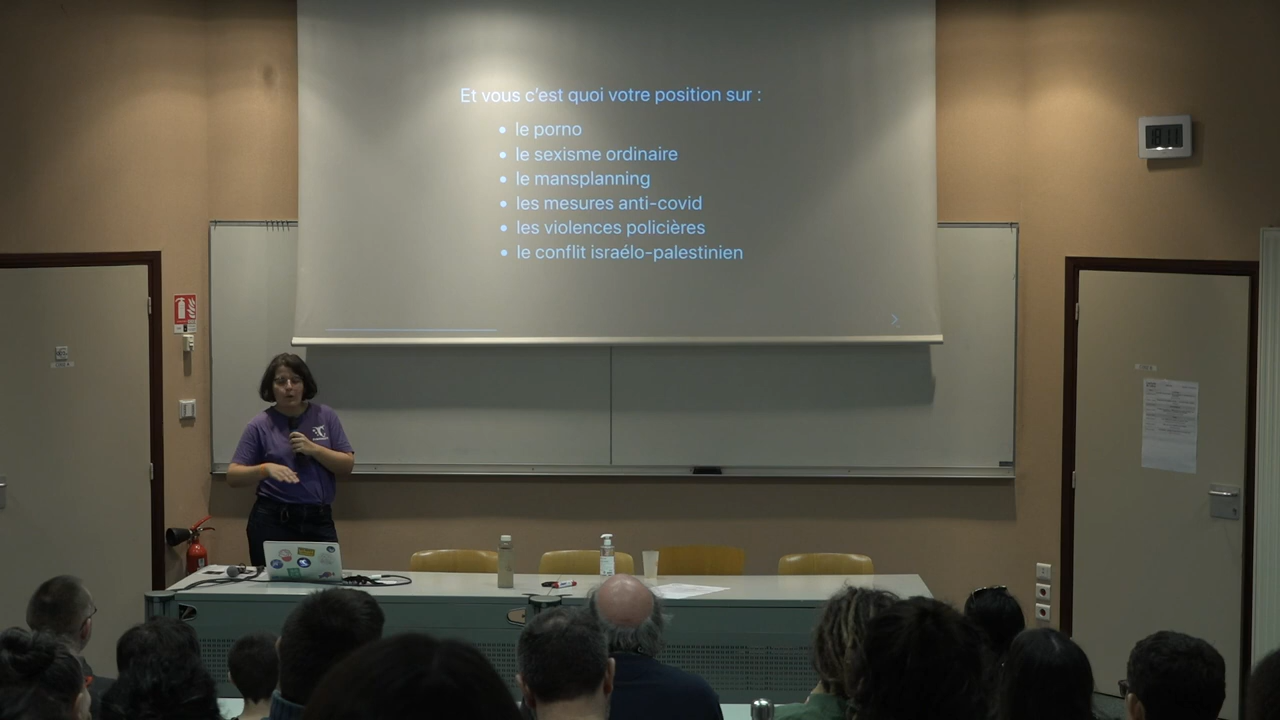 Et vous c'est quoi votre position sur :
le porno
le sexisme ordinaire
le mansplanning
les mesures anti-covid
les violences policières
le conflit israélo-palestinien